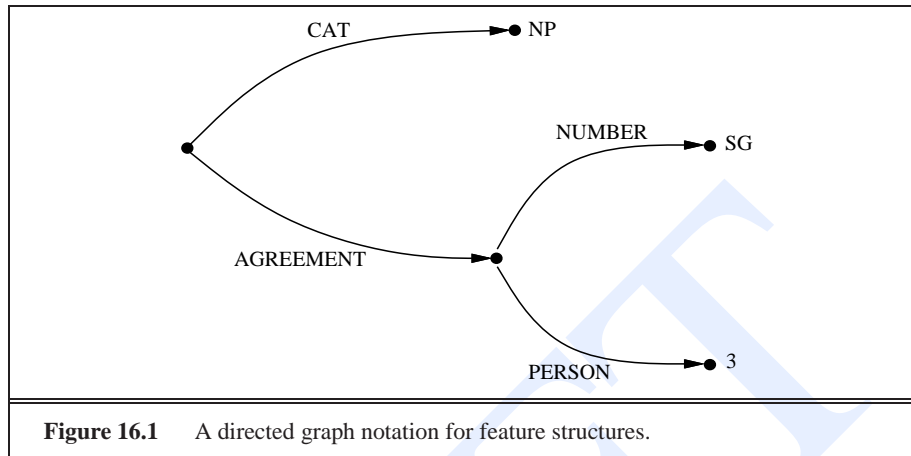 CAT
NP
NUMBER
SG
AGREEMENT
PERSON
3
Figure 16.1 A directed graph notation for feature structures.